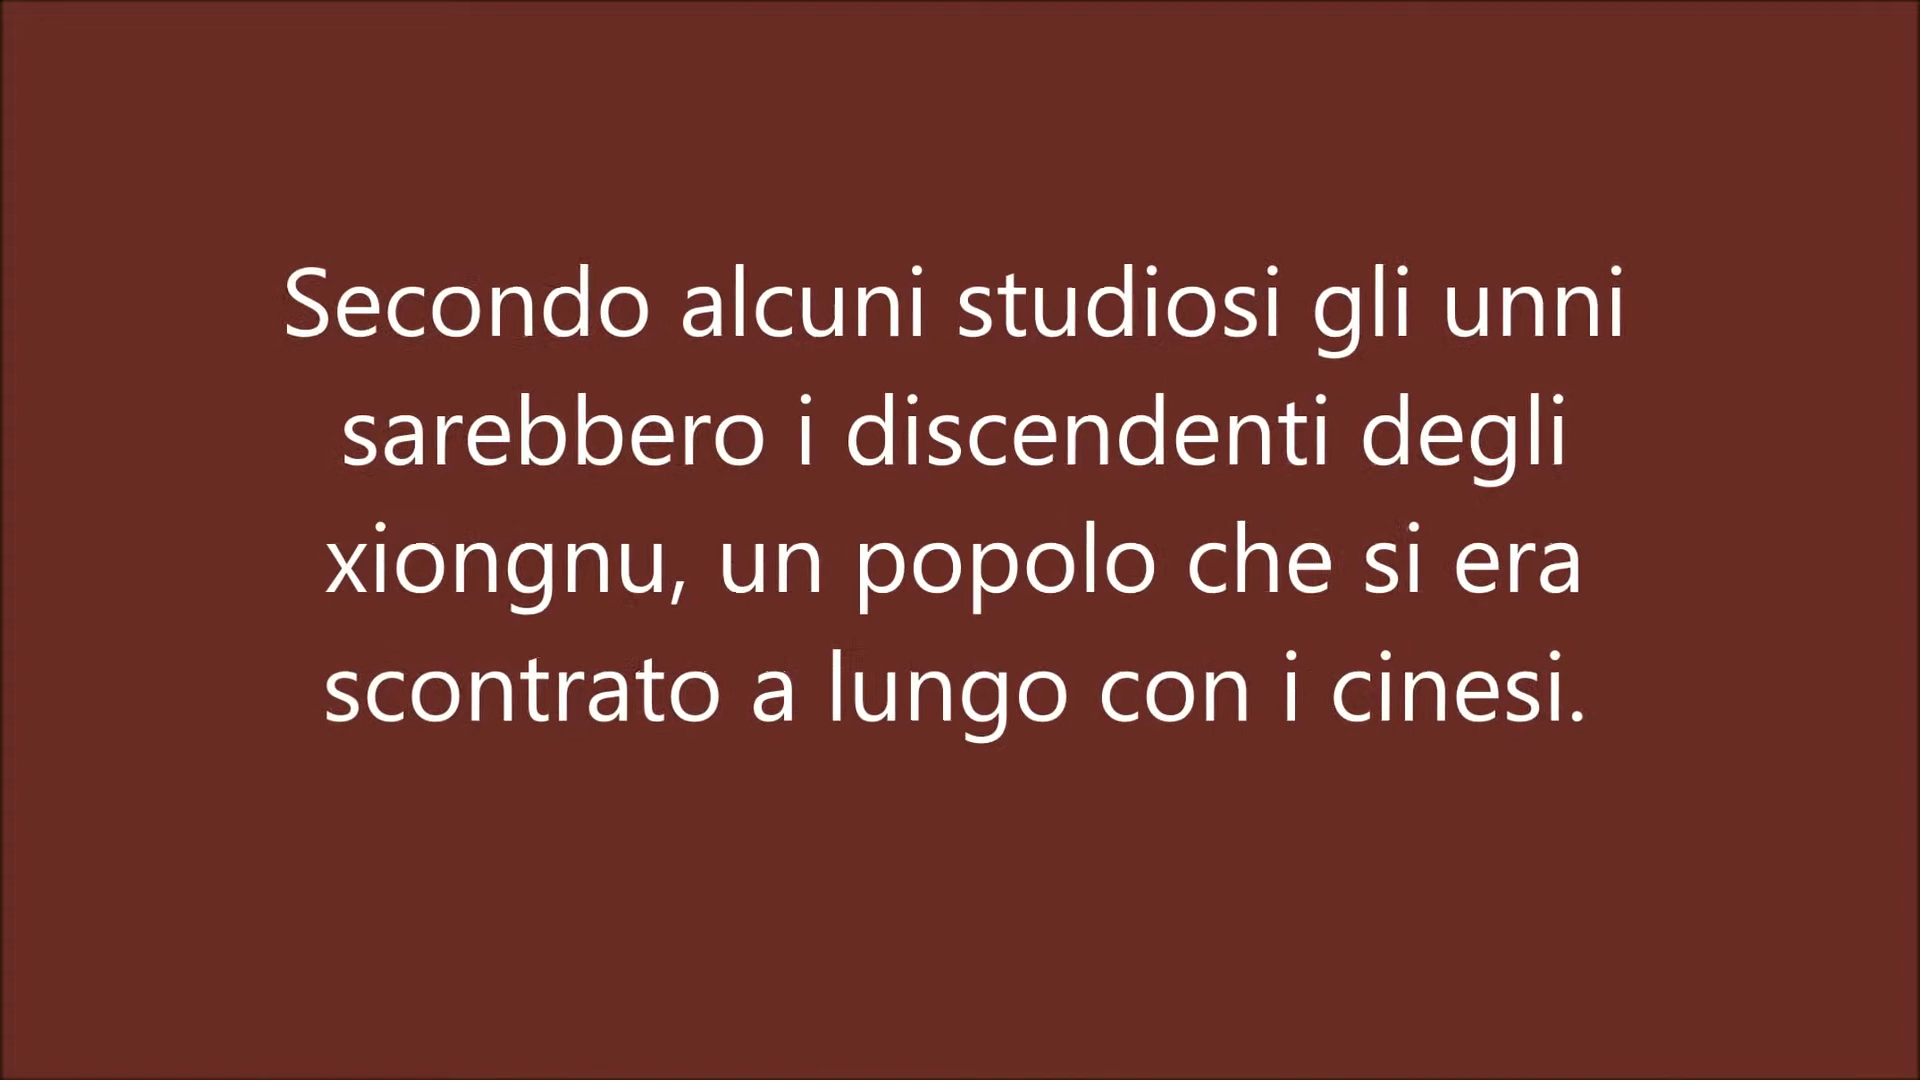 Secondo alcuni studiosi gli unni
sarebbero i discendenti degli
xiongnu, un popolo che si era
scontrato a lungo con i cinesi.